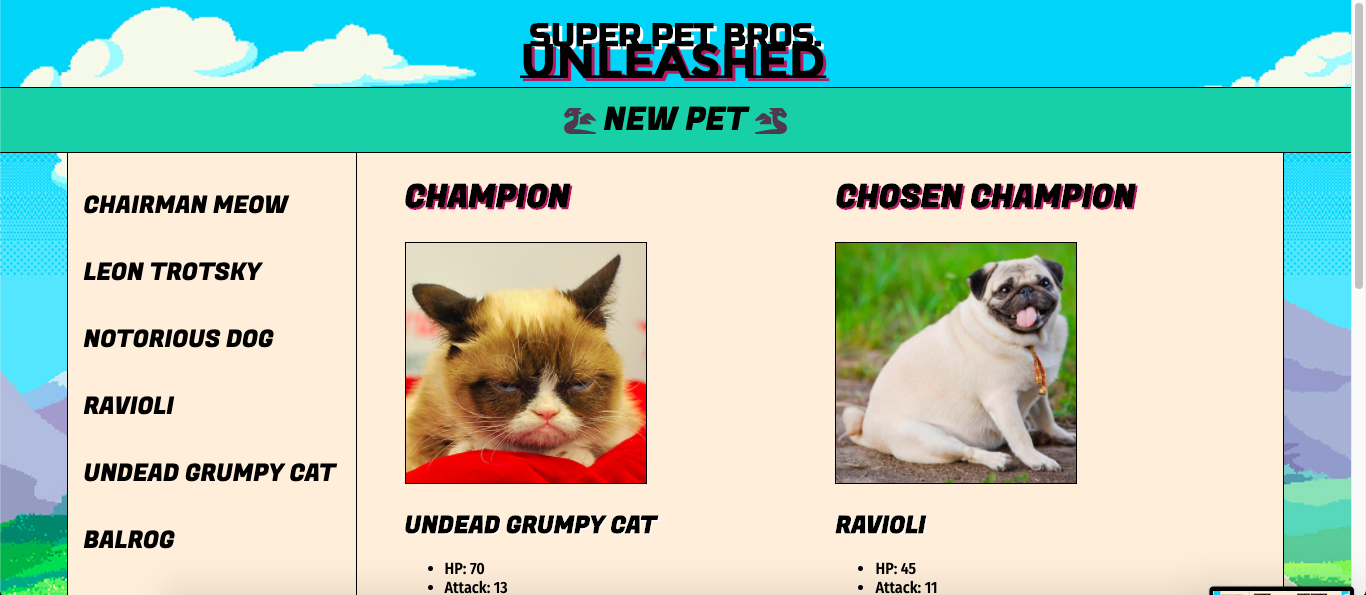 SUPER PET BROS.
UNLEASHED
NEW PET
CHAIRMAN MEOW
LEON TROTSKY
NOTORIOUS DOG
RAVIOLI
UNDEAD GRUMPY CAT
BALROG
CHAMPION
UNDEAD GRUMPY CAT
HP: 70
Attack: 13
CHOSEN CHAMPION
RAVIOLI
HP: 45
Attack: 11